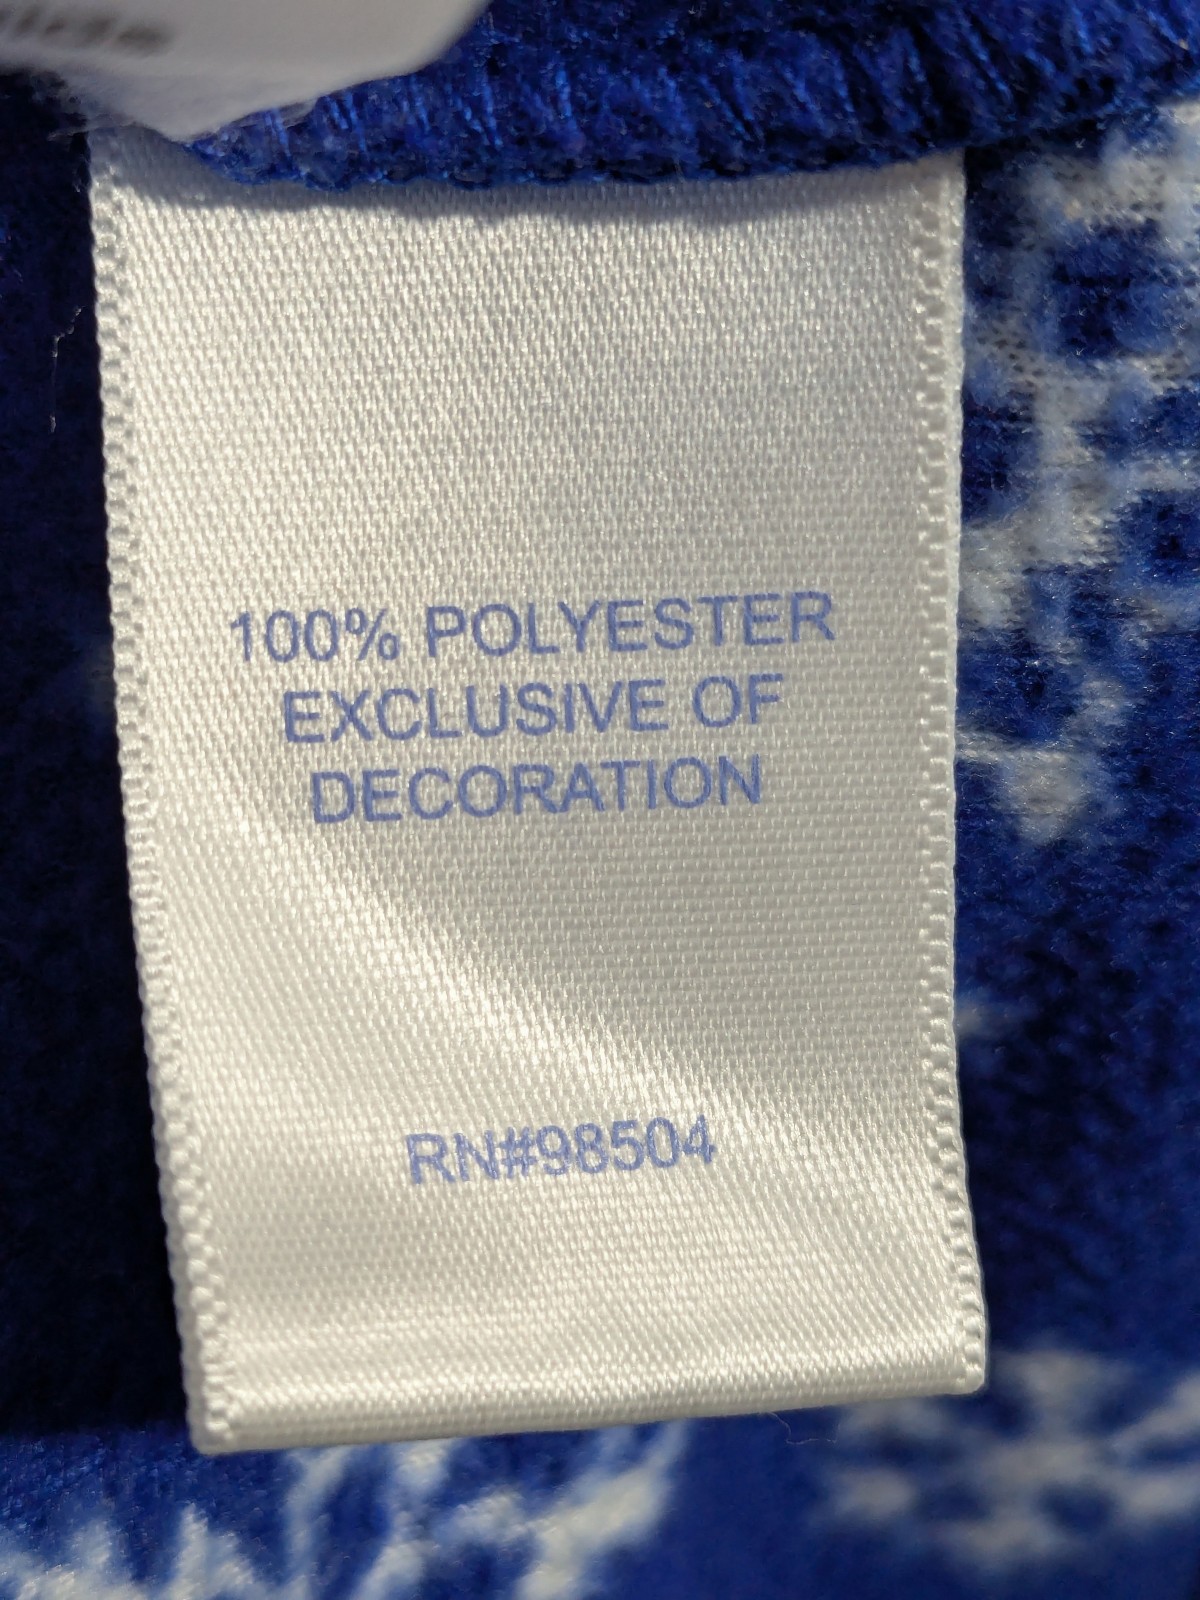 100% POLYESTER
EXCLUSIVE OF
DECORATION
RN#98504